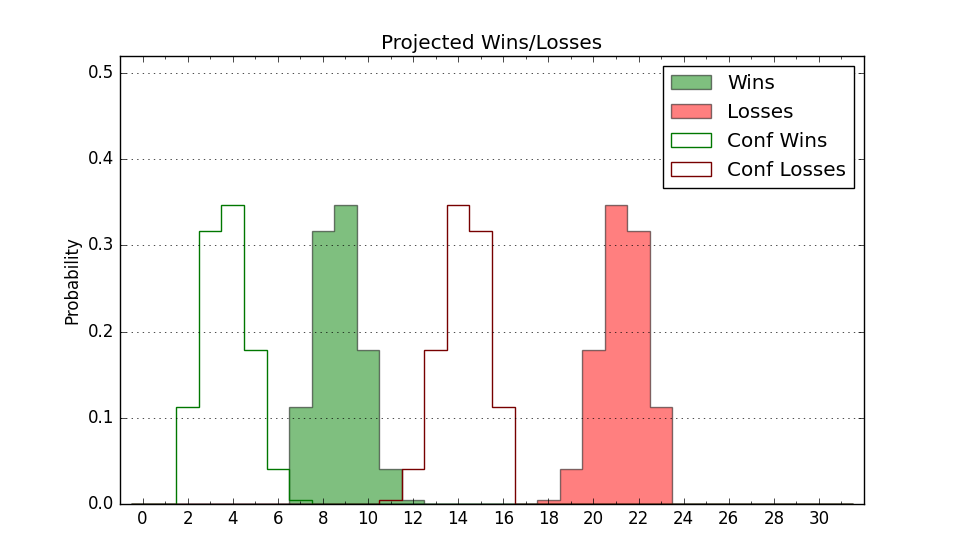 Projected Wins/Losses
0.5
0.4
0.3
0.2
0.1
0.0
Probability
Wins
Losses
Conf Wins
Conf Losses
0 2 4 6 8 10 12 14 16 18 20 22 24 26 28 30